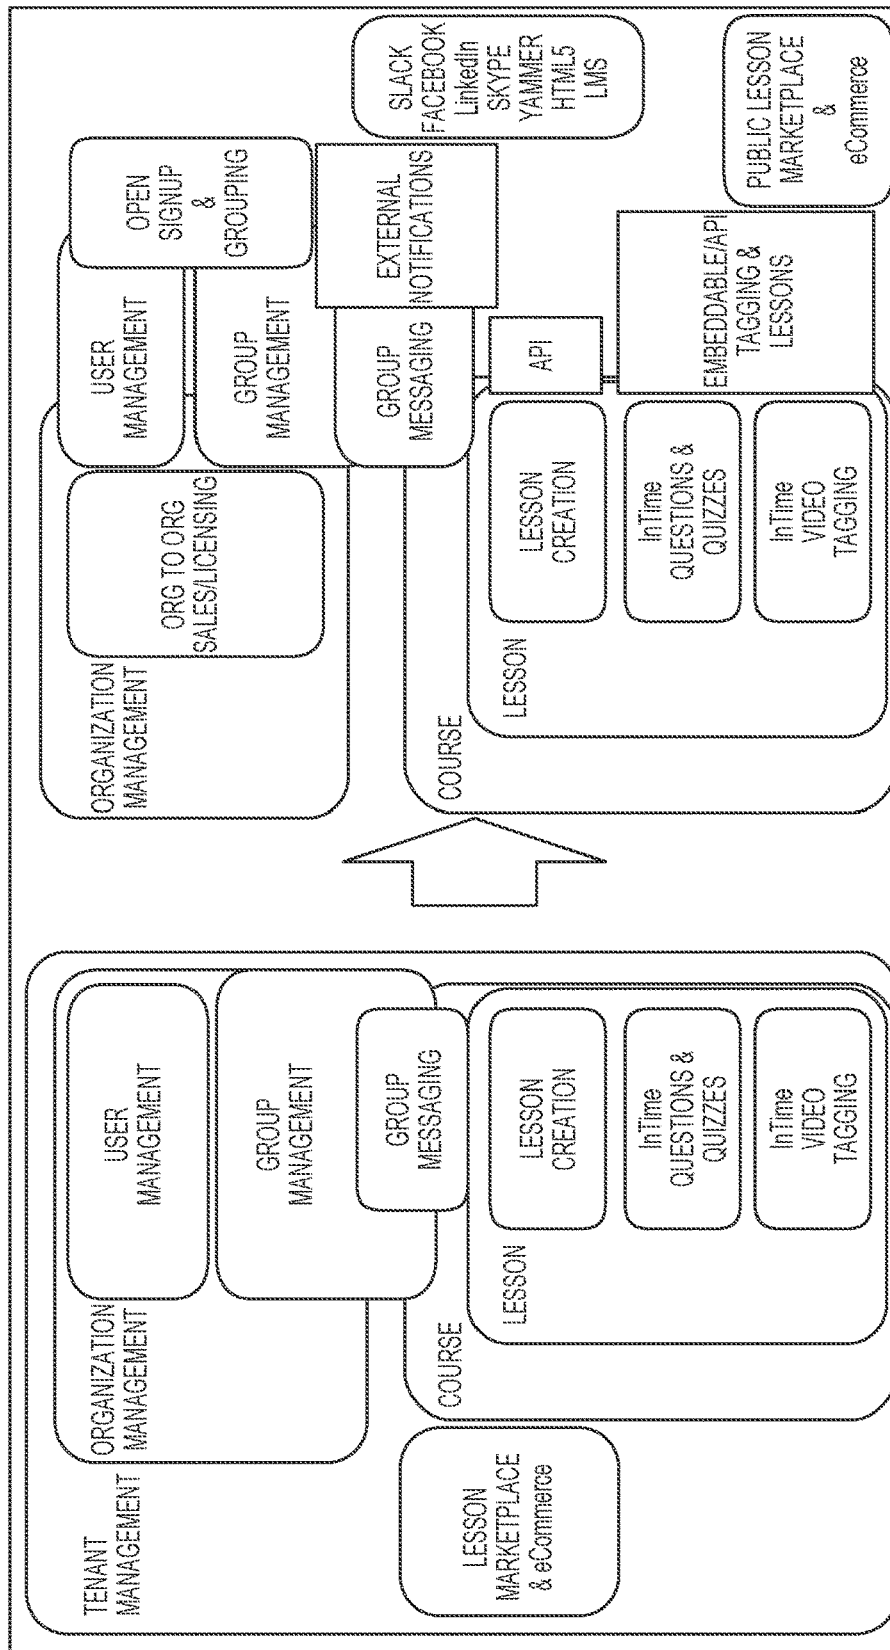 TENANT
MANAGEMENT
ORGANIZATION
MANAGEMENT
USER
MANAGEMENT
GROUP
MANAGEMENT
GROUP
MESSAGING
LESSON
MARKETPLACE
& eCommerce
COURSE
LESSON
LESSON
CREATION
InTime
QUESTIONS &
QUIZZES
InTime
VIDEO
TAGGING
ORGANIZATION
MANAGEMENT
ORG TO ORG
SALES/LICENSING
USER
MANAGEMENT
OPEN
SIGNUP
&
GROUPING
GROUP
MANAGEMENT
GROUP
MESSAGING
EXTERNAL
NOTIFICATIONS
SLACK
FACEBOOK
LinkedIn
SKYPE
YAMMER
HTML5
LMS
COURSE
LESSON
LESSON
CREATION
API
InTime
QUESTIONS &
QUIZZES
InTime
VIDEO
TAGGING
EMBEDDABLE/API
TAGGING &
LESSONS
PUBLIC LESSON
MARKETPLACE
&
eCommerce